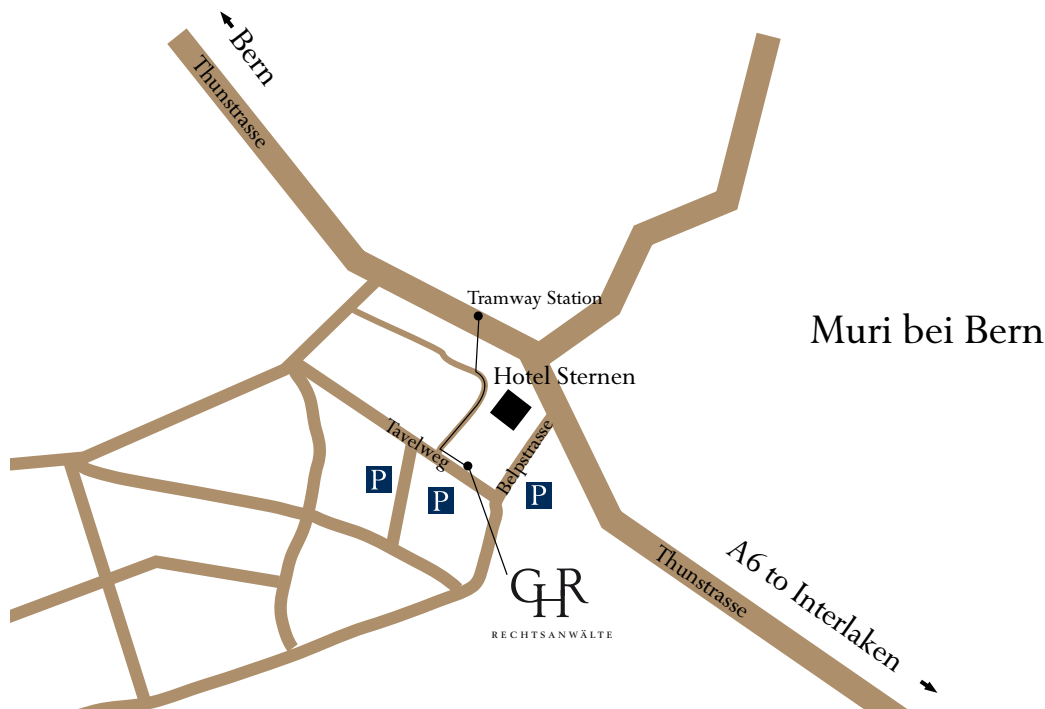 Bern
Thunstrasse
Tramway Station
Muri bei Bern
Hotel Sternen
Tavelweg
Belpstrasse
P
P
P
A6 to Interlaken
Thunstrasse
GHR
RECHTSANWÄLTE